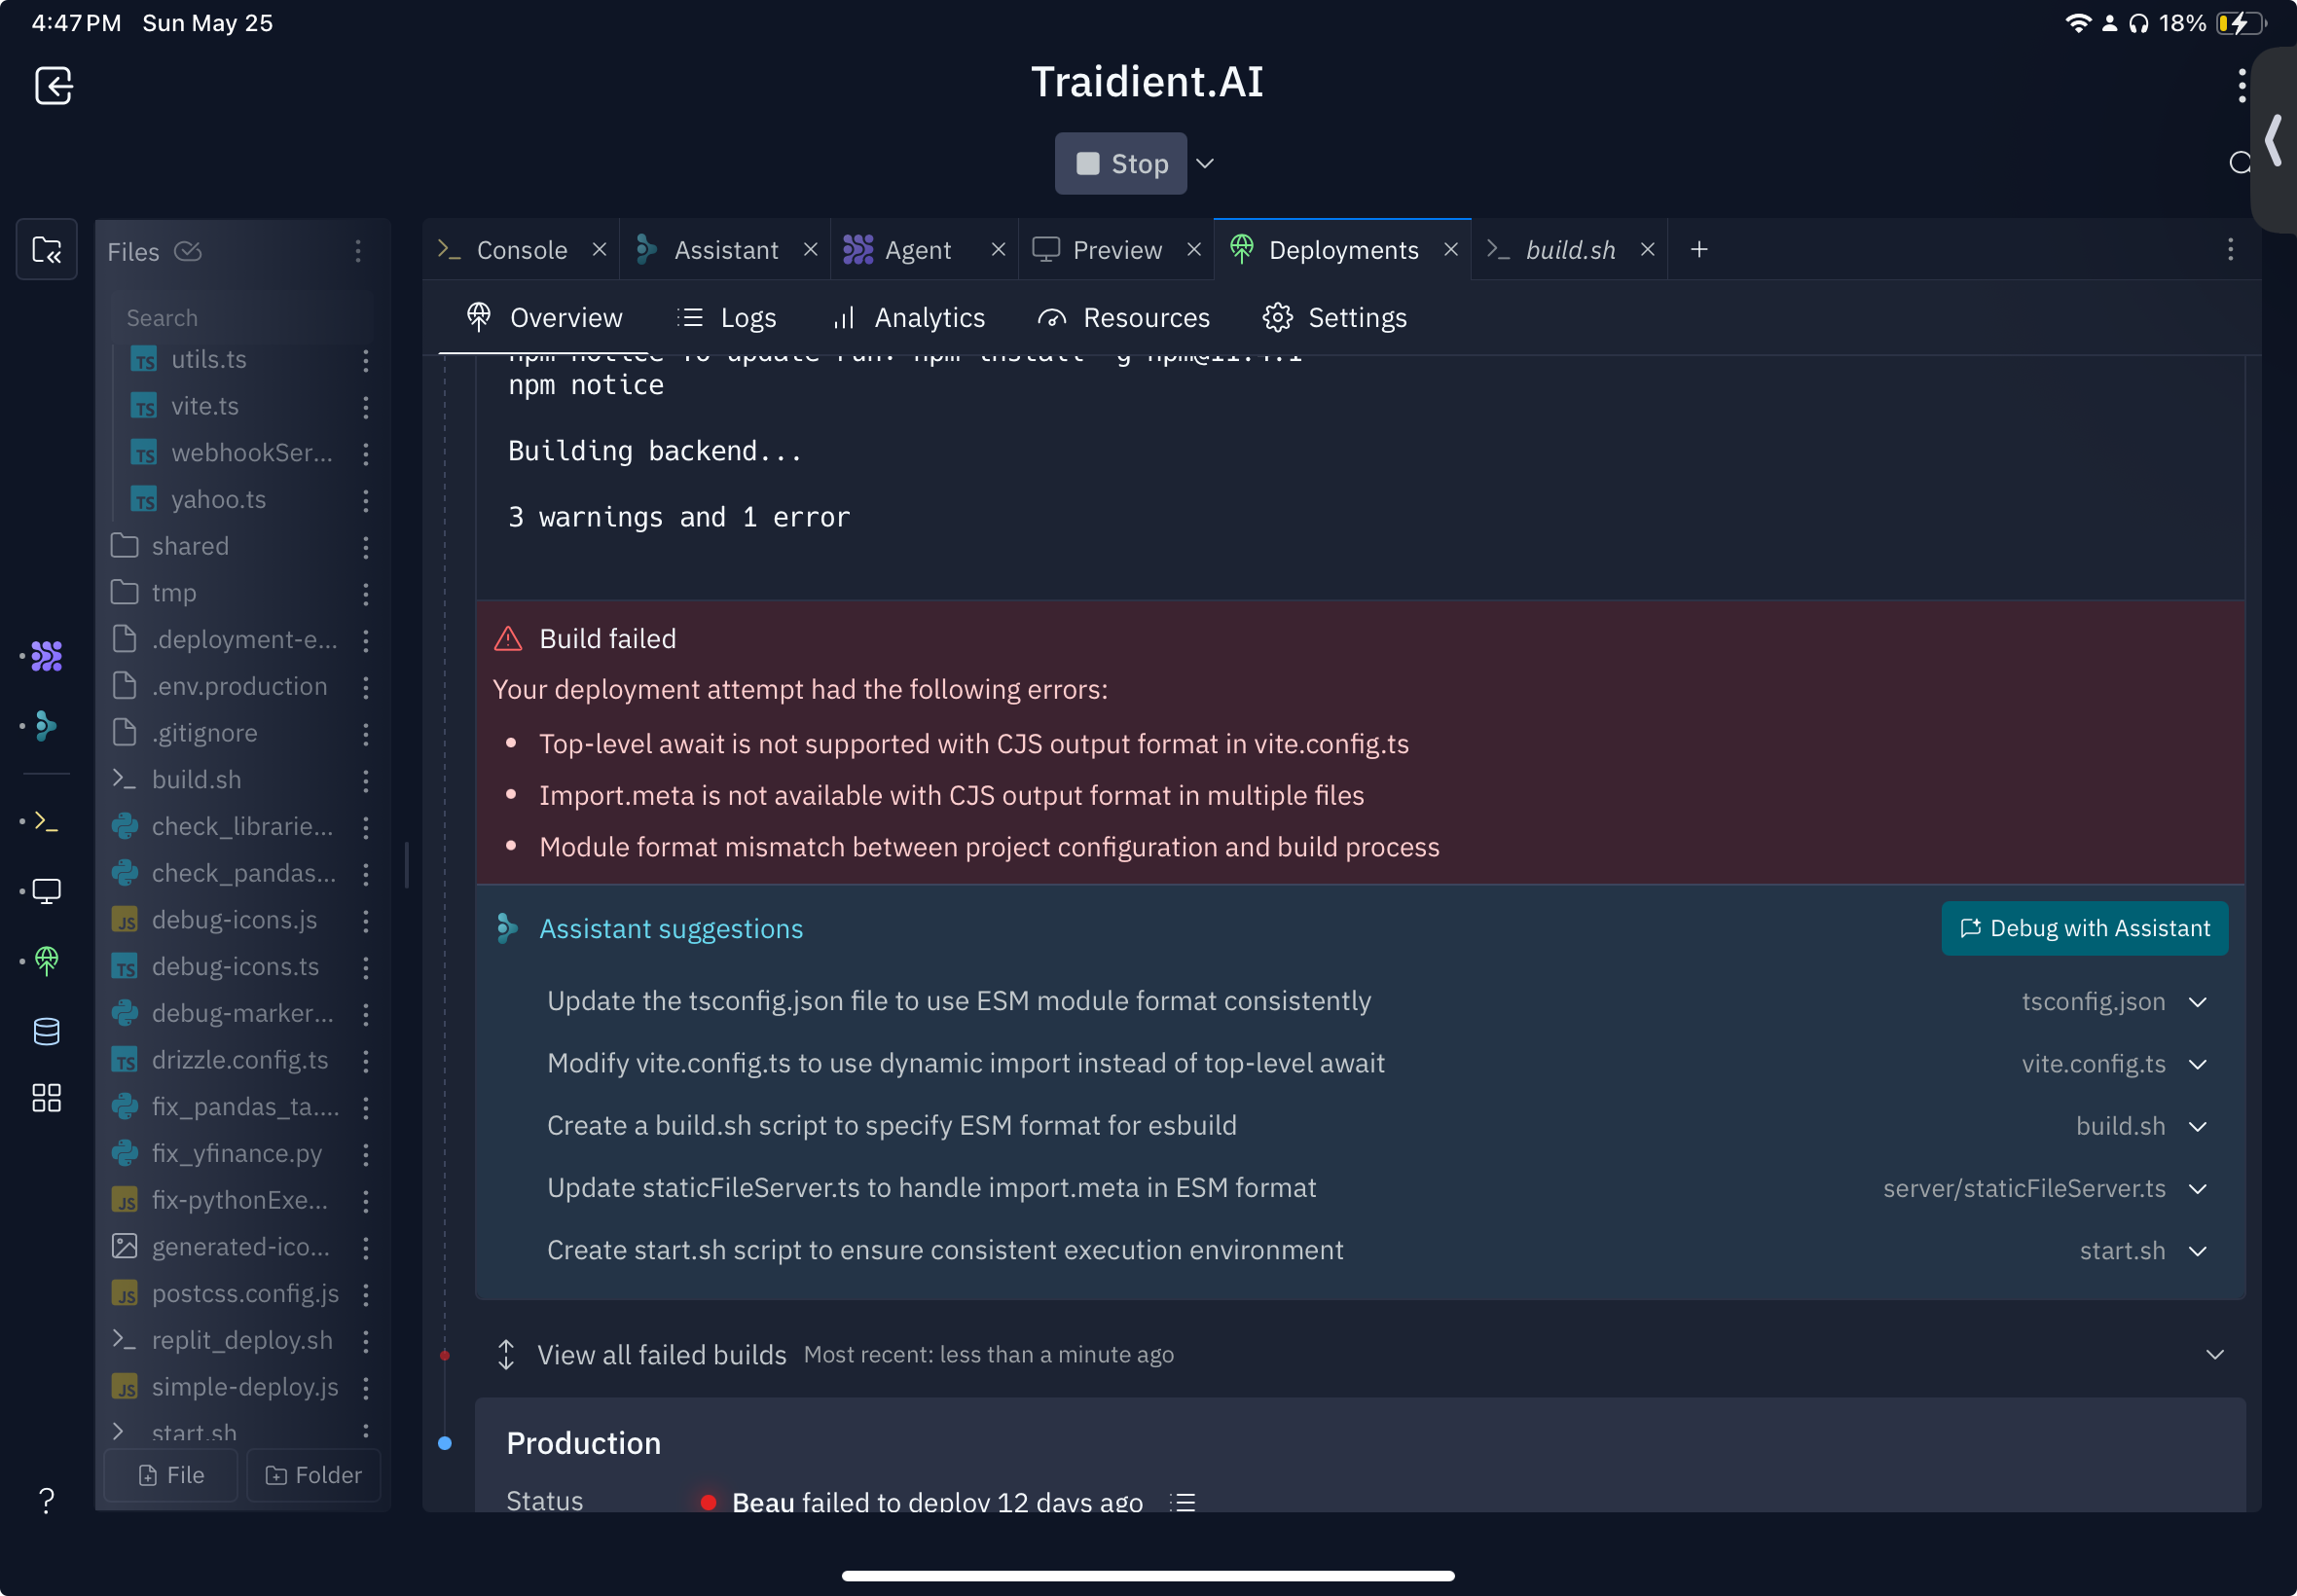 4:47 PM Sun May 25
18%
Traidient.AI
Stop
Files
Search
utils.ts
vite.ts
webhookSer...
yahoo.ts
shared
tmp
.deployment-e...
.env.production
.gitignore
build.sh
check_librarie...
check_pandas...
debug-icons.js
debug-icons.ts
debug-marker...
drizzle.config.ts
fix_pandas_ta....
fix_yfinance.py
fix-pythonExe...
generated-ico...
postcss.config.js
replit_deploy.sh
simple-deploy.js
start.sh
File
Folder
Console
Assistant
Agent
Preview
Deployments
build.sh
Overview
Logs
Analytics
Resources
Settings
npm notice To update run: npm install -g npm@11.4.1
npm notice
Building backend...
3 warnings and 1 error
Build failed
Your deployment attempt had the following errors:
• Top-level await is not supported with CJS output format in vite.config.ts
• Import.meta is not available with CJS output format in multiple files
• Module format mismatch between project configuration and build process
Assistant suggestions
Debug with Assistant
Update the tsconfig.json file to use ESM module format consistently tsconfig.json
Modify vite.config.ts to use dynamic import instead of top-level await vite.config.ts
Create a build.sh script to specify ESM format for esbuild build.sh
Update staticFileServer.ts to handle import.meta in ESM format server/staticFileServer.ts
Create start.sh script to ensure consistent execution environment start.sh
View all failed builds Most recent: less than a minute ago
Production
Status Beau failed to deploy 12 days ago
?